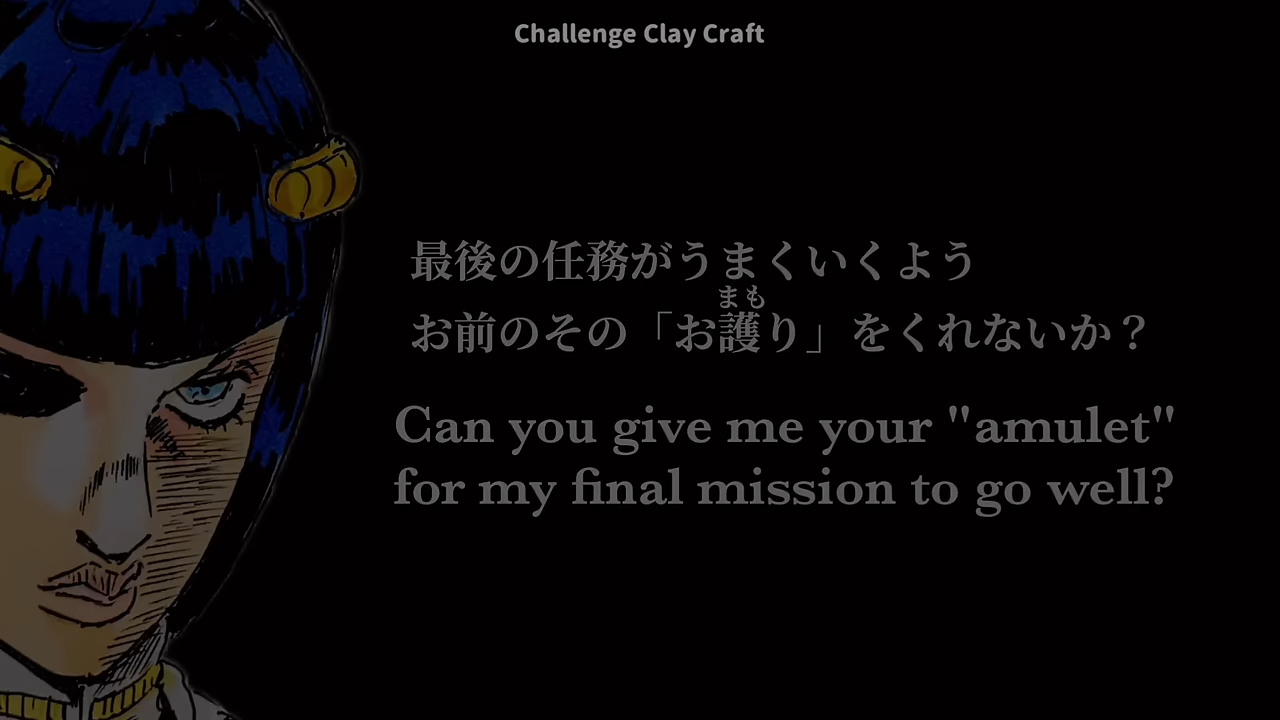 Challenge Clay Craft
最後の任務がうまくいくよう
まも
お前のその「お護り」をくれないか？
Can you give me your "amulet"
for my final mission to go well?